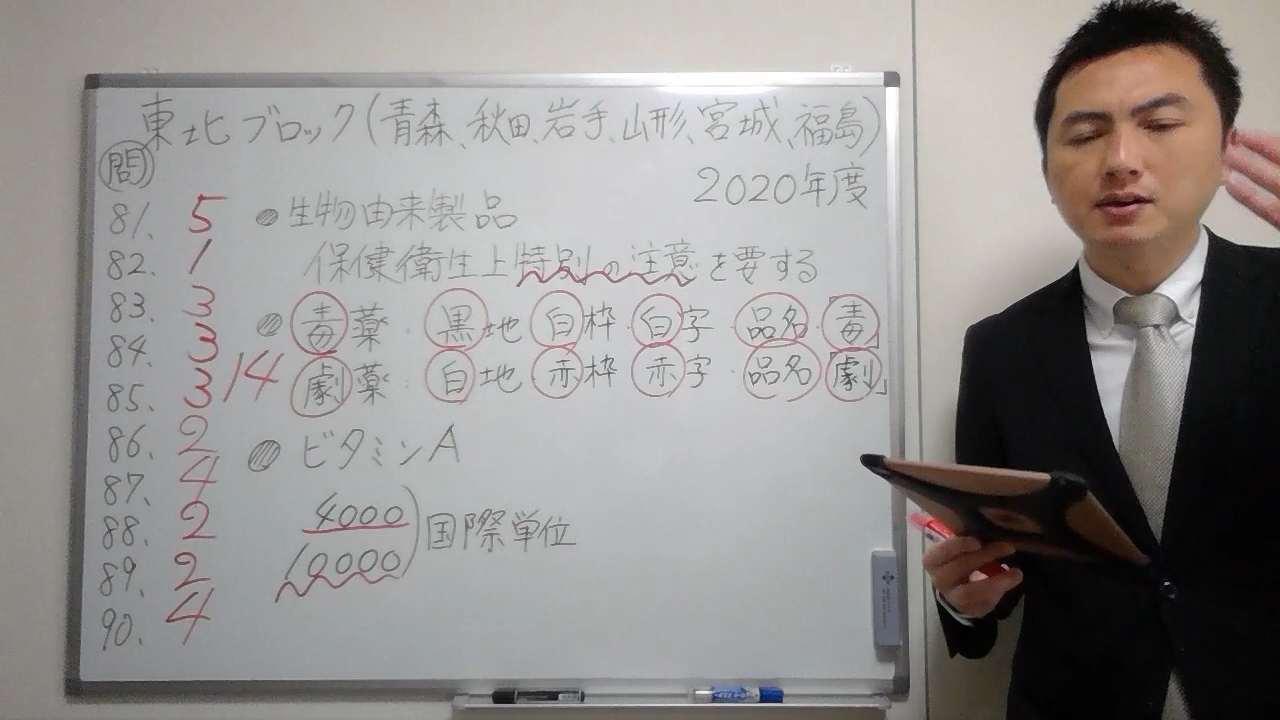 東北ブロック(青森、秋田、岩手、山形、宮城、福島)
2020年度
問
81. 5
82. 1
83. 3
84. 3
85. 3 14
86. 2
87. 4
88. 2
89. 2
90. 4
生物由来製品
保健衛生上特別の注意を要する
毒薬: 黒地 白枠 白字 品名「毒」
劇薬: 白地 赤枠 赤字 品名「劇」
ビタミンA
4000
10000
)国際単位